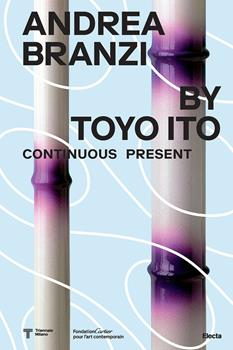 ANDREA
BRANZI
BY
TOYO ITO
CONTINUOUS PRESENT
Triennale
Milano
Fondation Cartier
pour l'art contemporain
Electa